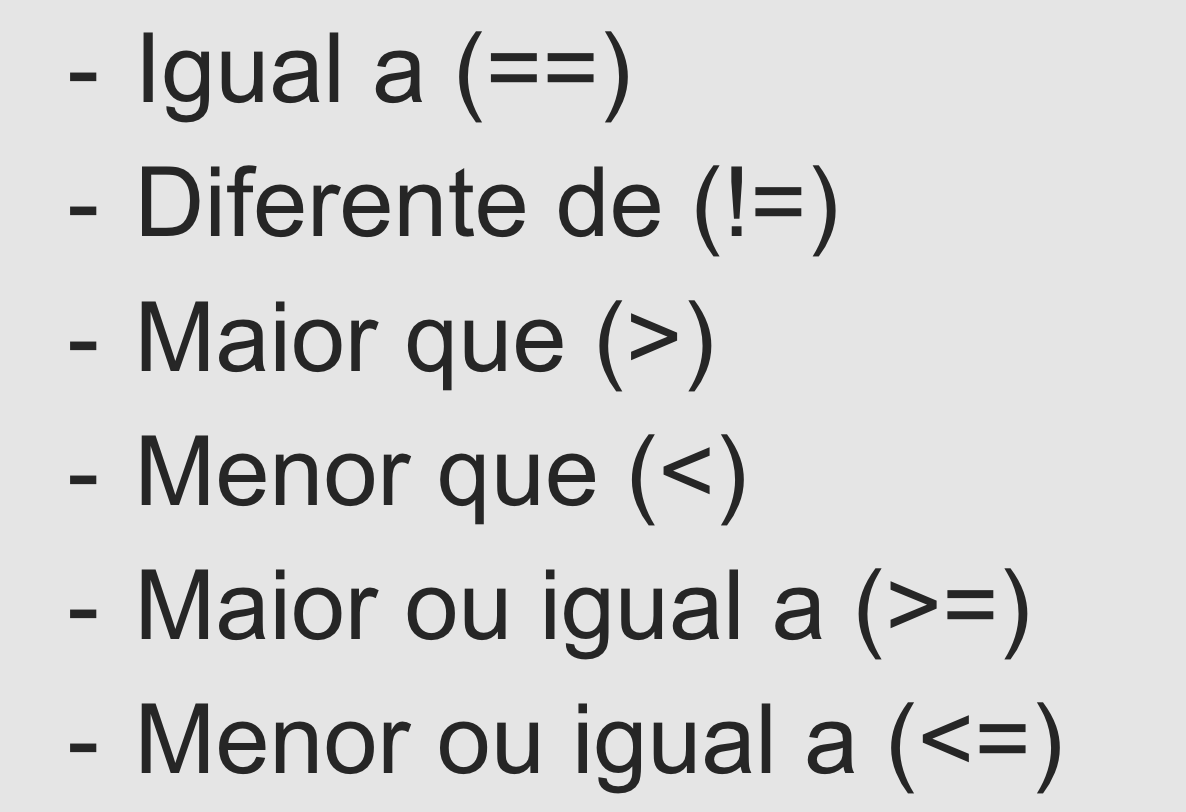 - Igual a (==)
- Diferente de (!=)
- Maior que (>)
- Menor que (<)
- Maior ou igual a (>=)
- Menor ou igual a (<=)